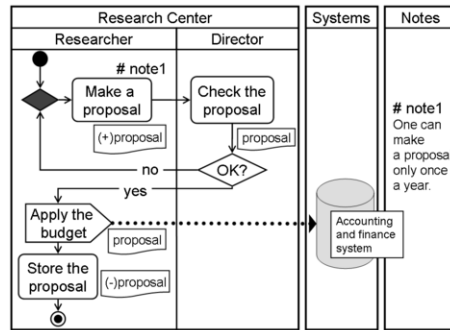 Research Center
Systems
Notes
Researcher
Director
# note1
Make a
proposal
Check the
proposal
(+)proposal
proposal
no
OK?
yes
Apply the
budget
proposal
Store the
proposal
(-)proposal
Accounting
and finance
system
# note1
One can
make
a proposa
only once
a year.